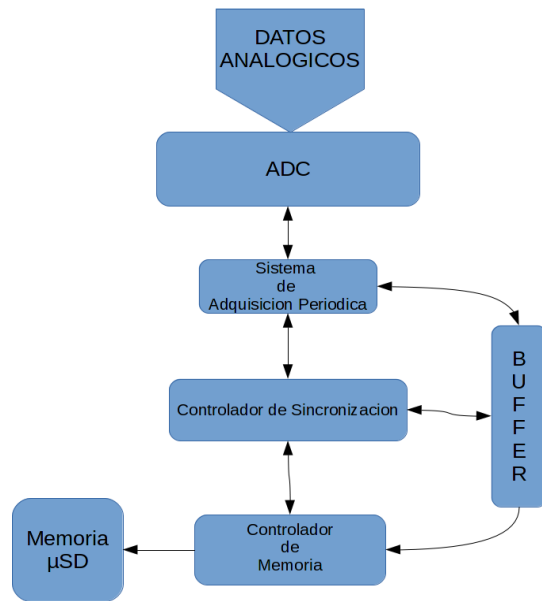 DATOS
ANALOGICOS
ADC
Sistema
de
Adquisicion Periodica
Controlador de Sincronizacion
B
U
F
F
E
R
Controlador
de
Memoria
Memoria
µSD